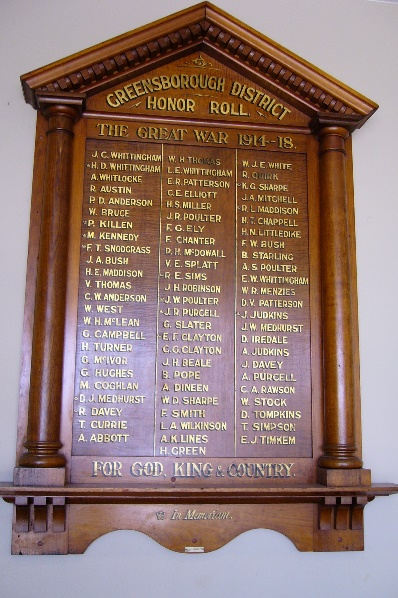 GREENSBOROUGH DISTRICT
HONOR ROLL.
THE GREAT WAR 1914-18.
J. C. WHITTINGHAM
H. D. WHITTINGHAM
A. WHITLOCKE
R. AUSTIN
P. D. ANDERSON
W. BRUCE
P. KILLEN
M. KENNEDY
F. T. SNODGRASS
J. A. BUSH
H. E. MADDISON
V. THOMAS
C. W. ANDERSON
W. WEST
W. H. McLEAN
G. CAMPBELL
H. TURNER
G. McIVOR
G. HUGHES
M. COGHLAN
D. J. MEDHURST
R. DAVEY
T. CURRIE
A. ABBOTT
W. H. THOMAS
L. E. WHITTINGHAM
E. R. PATTERSON
C. E. ELLIOTT
H. S. MILLER
J. R. POULTER
F. G. ELY
F. CHANTER
D. H. McDOWALL
V. E. SPLATT
R. E. SIMS
J. H. ROBINSON
J. W. POULTER
J. R. PURCELL
G. SLATER
E. F. CLAYTON
C. G. CLAYTON
J. H. BEALE
B. POPE
A. DINEEN
W. D. SHARPE
F. SMITH
L. A. WILKINSON
A. K. LINES
H. GREEN
W. J. E. WHITE
R. QUIRK
K. G. SHARPE
J. A. MITCHELL
R. L. MADDISON
H. T. CHAPPELL
H. N. LITTLEDIKE
F. W. BUSH
B. STARLING
A. S. POULTER
E. W. WHITTINGHAM
W. R. MENZIES
D. V. PATTERSON
J. JUDKINS
J. W. MEDHURST
D. IREDALE
A. JUDKINS
J. DAVEY
A. PURCELL
C. A. RAWSON
W. STOCK
D. TOMPKINS
T. SIMPSON
E. J. TIMKEM
FOR GOD, KING & COUNTRY.
In Memoriam.